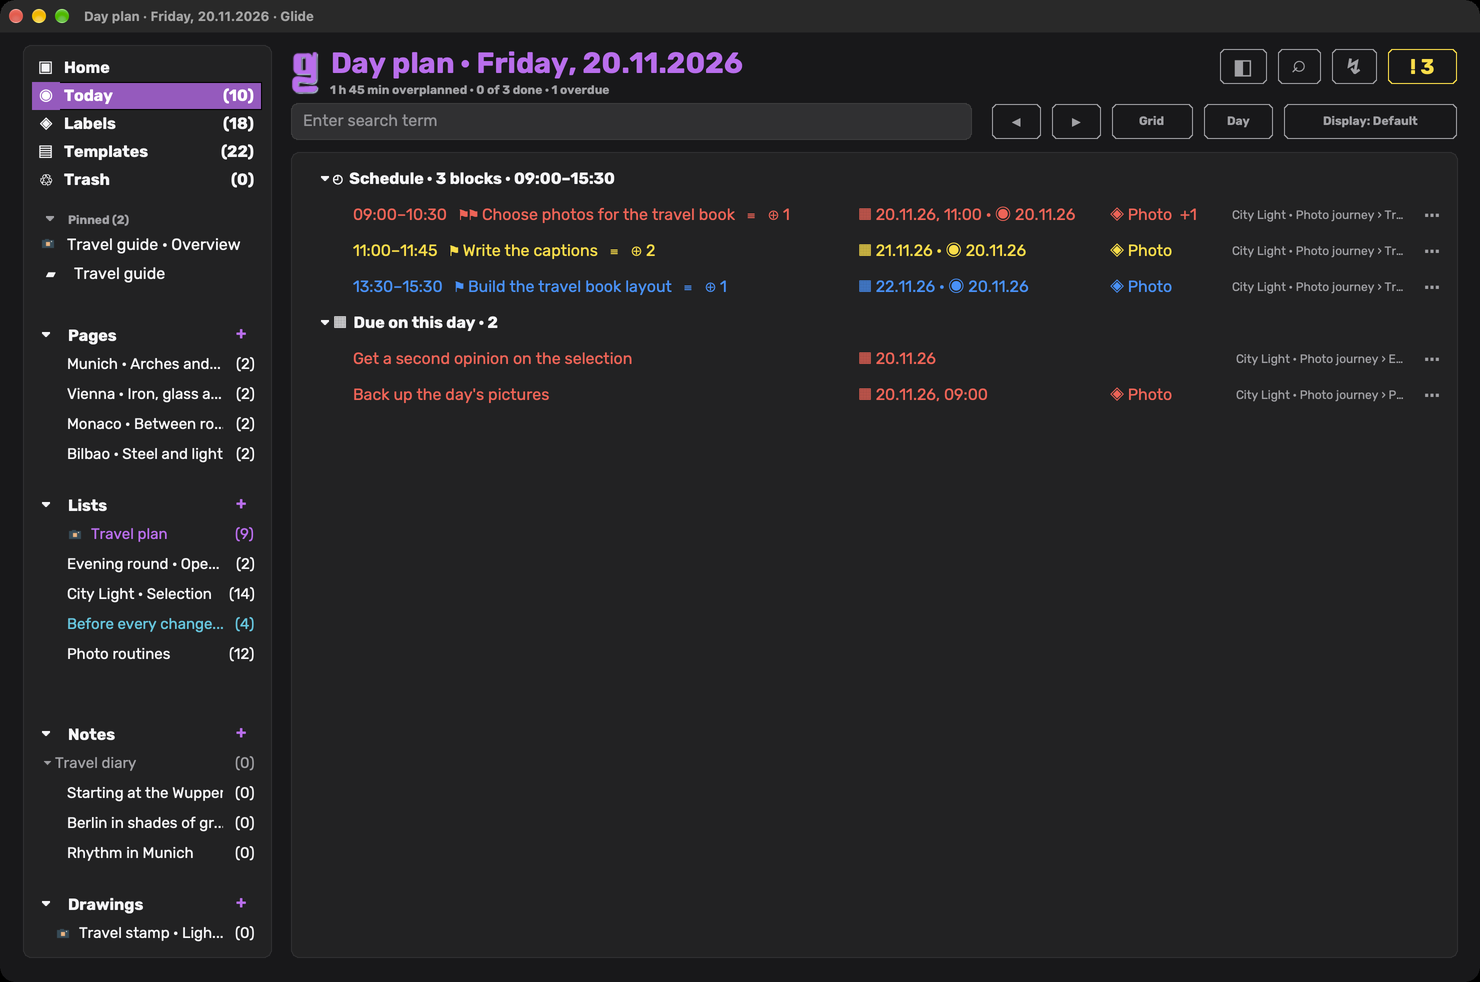 Day plan · Friday, 20.11.2026 · Glide
Home
Today (10)
Labels (18)
Templates (22)
Trash (0)
Pinned (2)
Travel guide • Overview
Travel guide
Pages +
Munich • Arches and... (2)
Vienna • Iron, glass a... (2)
Monaco • Between ro... (2)
Bilbao • Steel and light (2)
Lists +
Travel plan (9)
Evening round • Ope... (2)
City Light • Selection (14)
Before every change... (4)
Photo routines (12)
Notes +
Travel diary (0)
Starting at the Wupper (0)
Berlin in shades of gr... (0)
Rhythm in Munich (0)
Drawings +
Travel stamp • Ligh... (0)
g Day plan • Friday, 20.11.2026
1 h 45 min overplanned • 0 of 3 done • 1 overdue
! 3
Enter search term
Grid
Day
Display: Default
Schedule • 3 blocks • 09:00–15:30
09:00–10:30 Choose photos for the travel book 1 20.11.26, 11:00 • 20.11.26 Photo +1 City Light • Photo journey › Tr... ...
11:00–11:45 Write the captions 2 21.11.26 • 20.11.26 Photo City Light • Photo journey › Tr... ...
13:30–15:30 Build the travel book layout 1 22.11.26 • 20.11.26 Photo City Light • Photo journey › Tr... ...
Due on this day • 2
Get a second opinion on the selection 20.11.26 City Light • Photo journey › E... ...
Back up the day's pictures 20.11.26, 09:00 Photo City Light • Photo journey › P... ...